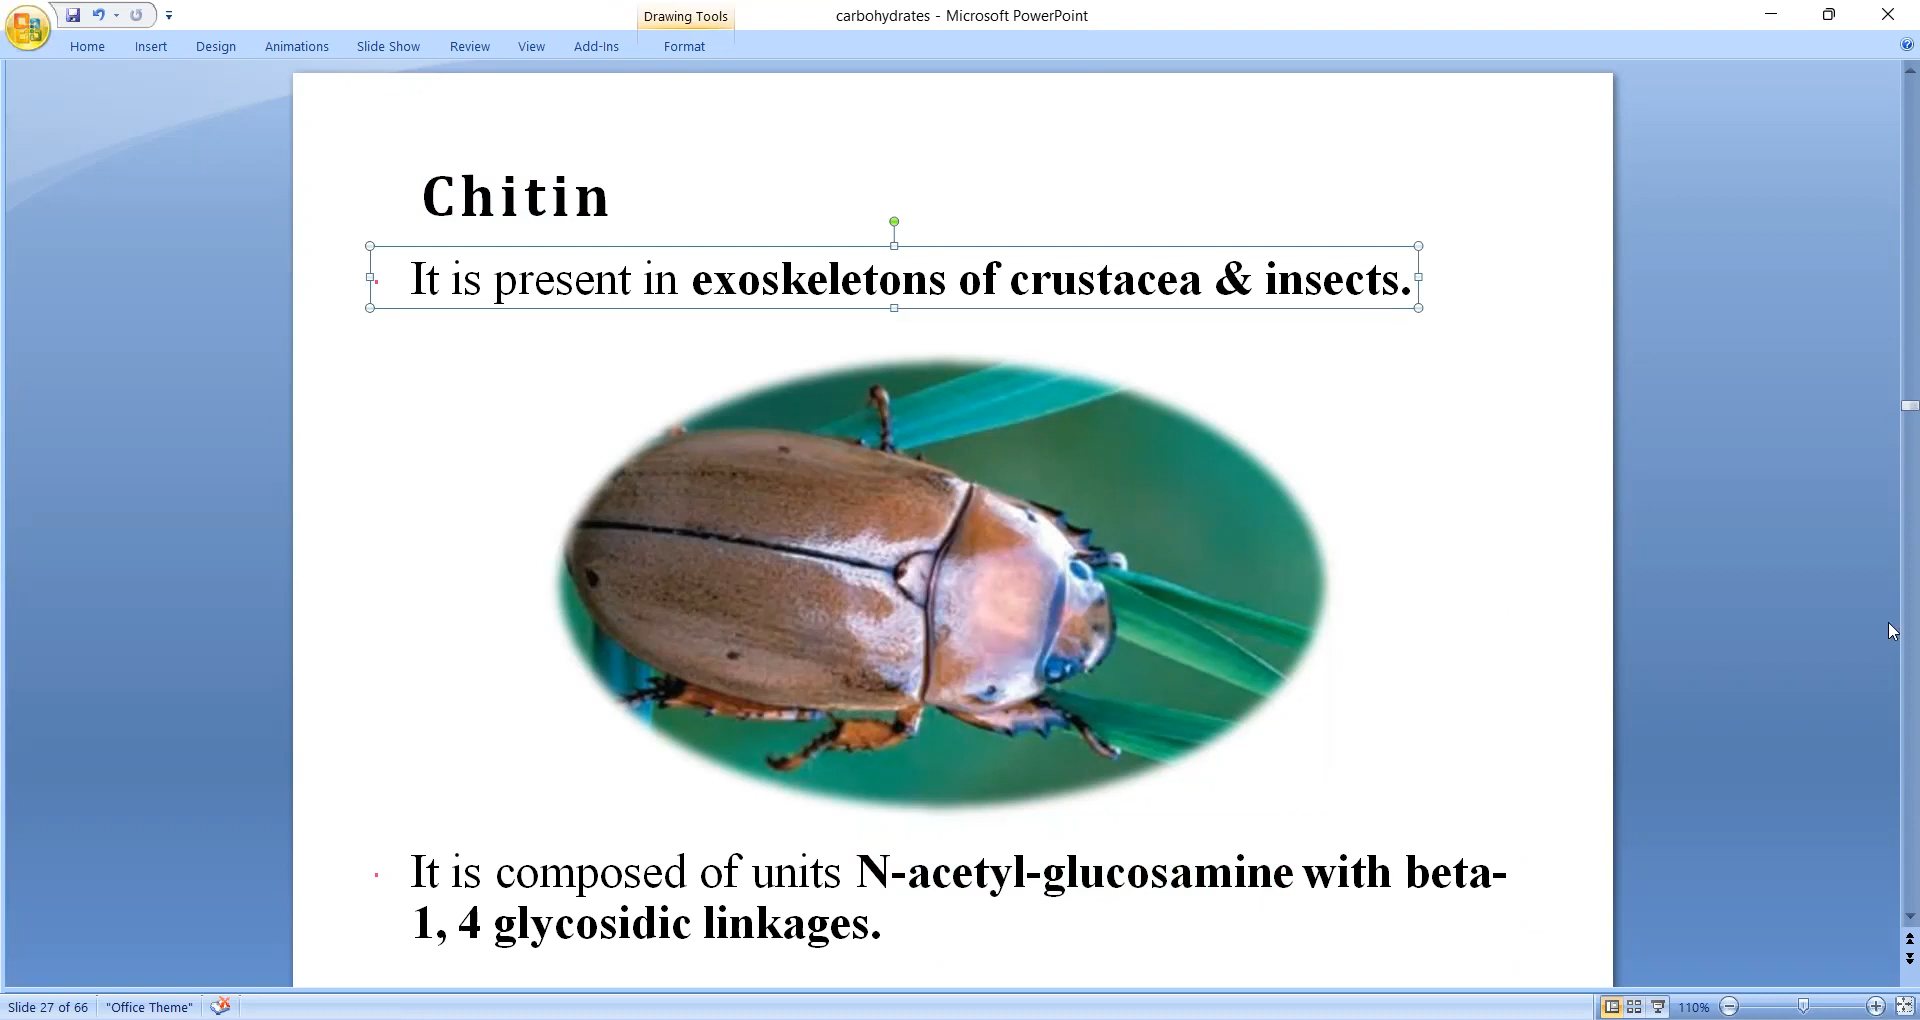 carbohydrates - Microsoft PowerPoint
Drawing Tools
Home Insert Design Animations Slide Show Review View Add-Ins Format
Chitin
· It is present in exoskeletons of crustacea & insects.
· It is composed of units N-acetyl-glucosamine with beta-
1, 4 glycosidic linkages.
Slide 27 of 66 "Office Theme" 110%